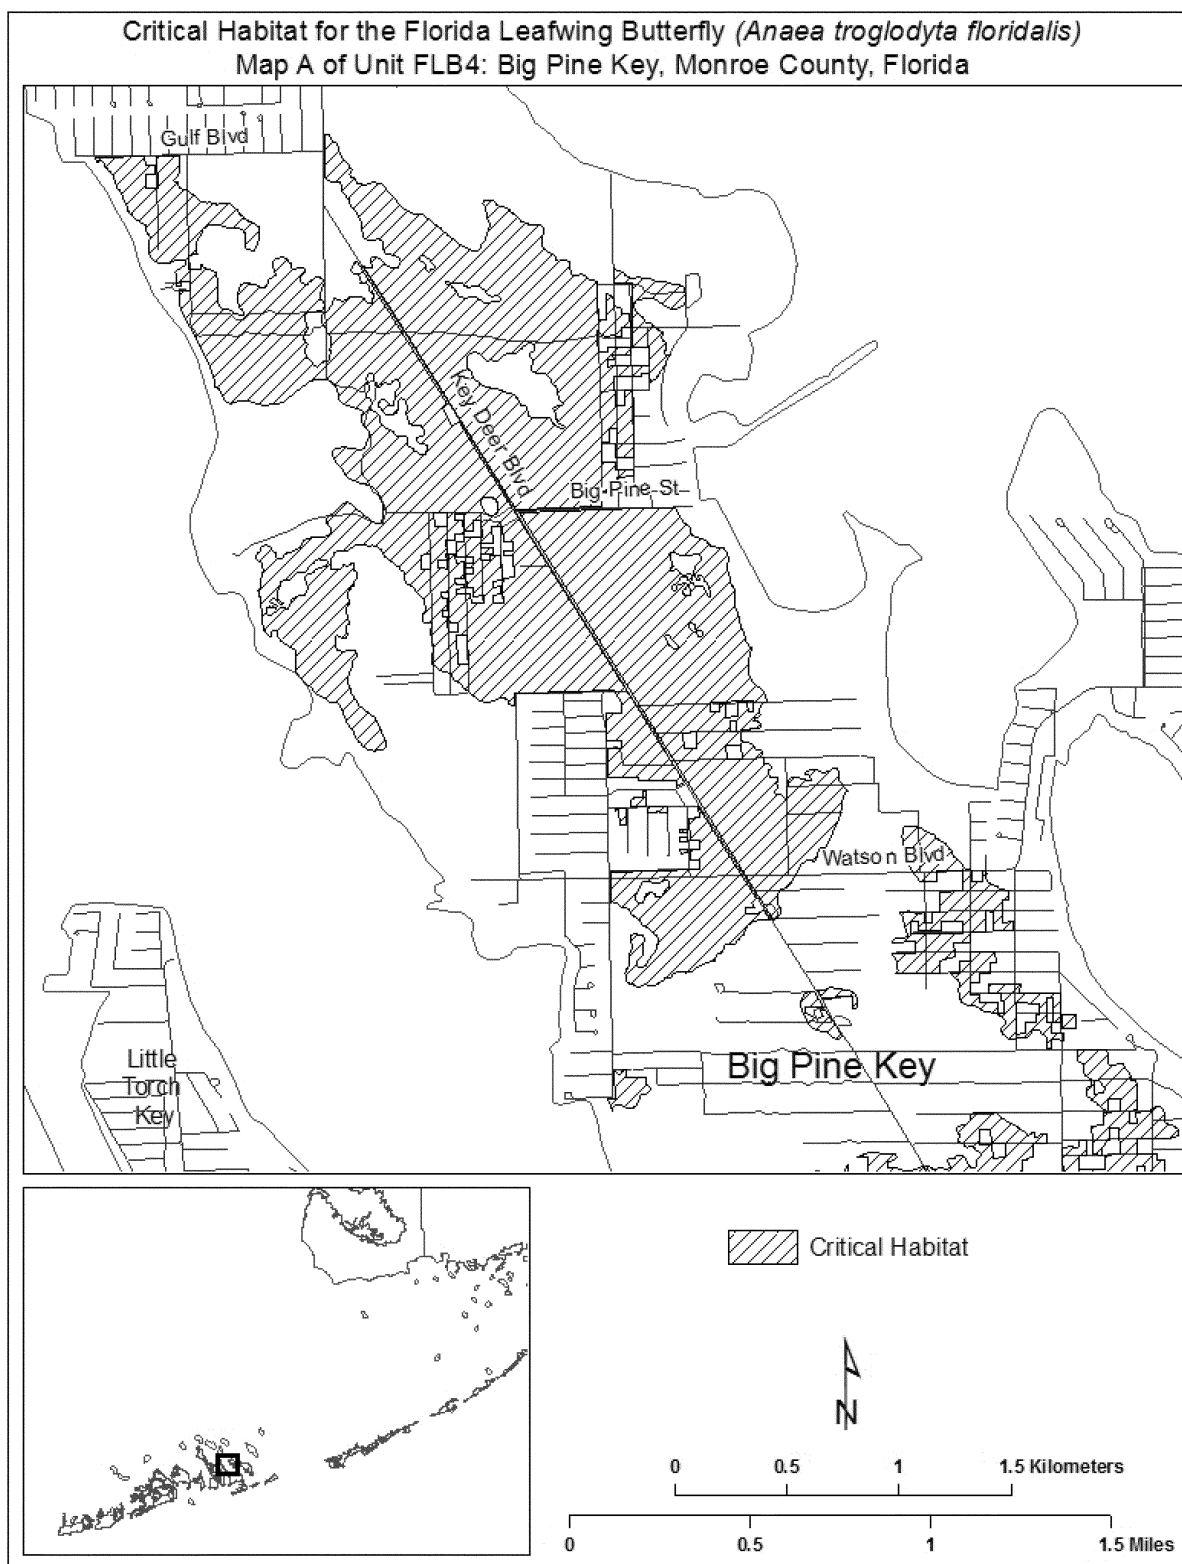 Critical Habitat for the Florida Leafwing Butterfly (Anaea troglodyta floridalis)
Map A of Unit FLB4: Big Pine Key, Monroe County, Florida
Gulf Blvd
Key Deer Blvd
Big Pine St
Watson Blvd
Little
Torch
Key
Big Pine Key
Critical Habitat
N
0 0.5 1 1.5 Kilometers
0 0.5 1 1.5 Miles